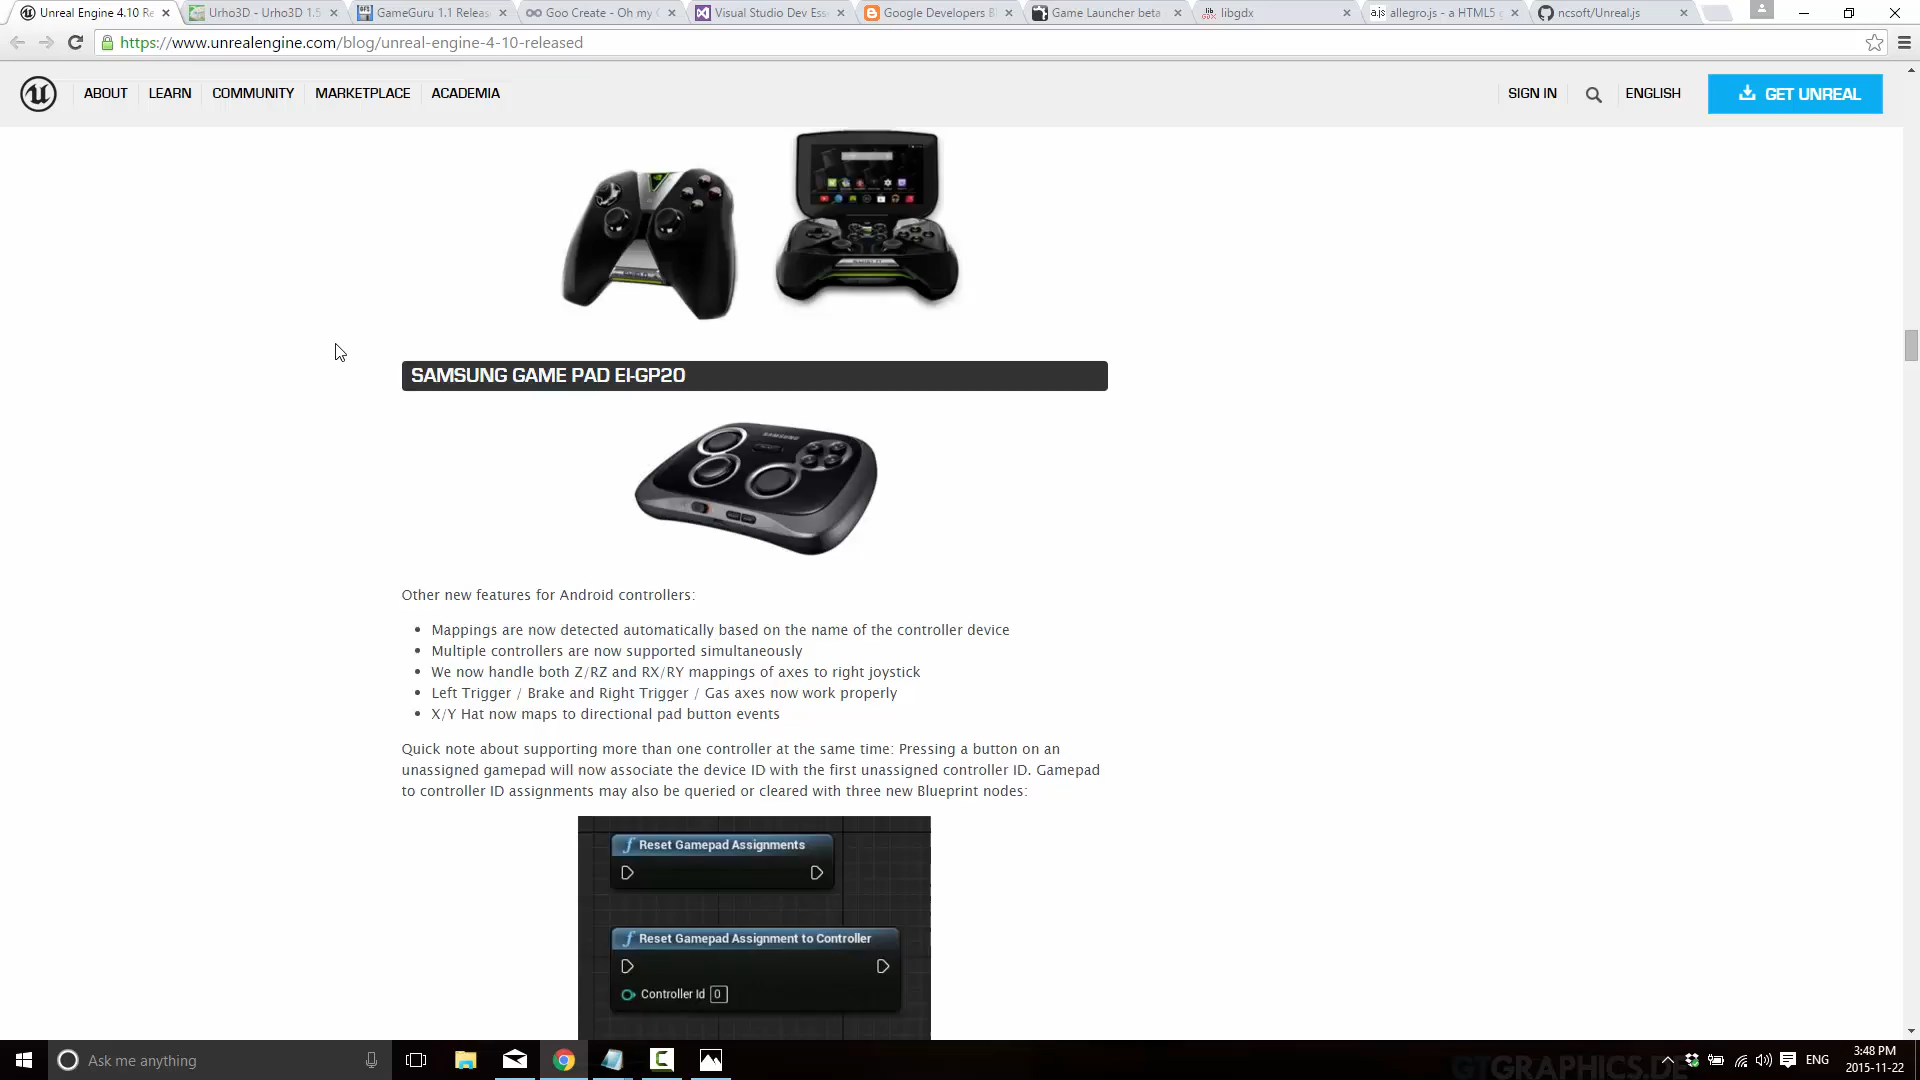 Unreal Engine 4.10 Re
Urho3D - Urho3D 1.5
GameGuru 1.1 Releas
Goo Create - Oh my
Visual Studio Dev Ess
Google Developers B
Game Launcher beta
libgdx
allegro.js - a HTML5 g
ncsoft/Unreal.js
https://www.unrealengine.com/blog/unreal-engine-4-10-released
ABOUT
LEARN
COMMUNITY
MARKETPLACE
ACADEMIA
SIGN IN
ENGLISH
GET UNREAL
SAMSUNG GAME PAD EI-GP20
SAMSUNG
Other new features for Android controllers:
Mappings are now detected automatically based on the name of the controller device
Multiple controllers are now supported simultaneously
We now handle both Z/RZ and RX/RY mappings of axes to right joystick
Left Trigger / Brake and Right Trigger / Gas axes now work properly
X/Y Hat now maps to directional pad button events
Quick note about supporting more than one controller at the same time: Pressing a button on an
unassigned gamepad will now associate the device ID with the first unassigned controller ID. Gamepad
to controller ID assignments may also be queried or cleared with three new Blueprint nodes:
f Reset Gamepad Assignments
f Reset Gamepad Assignment to Controller
Controller Id 0
Ask me anything
ENG
3:48 PM
2015-11-22
GTGRAPHICS.DE